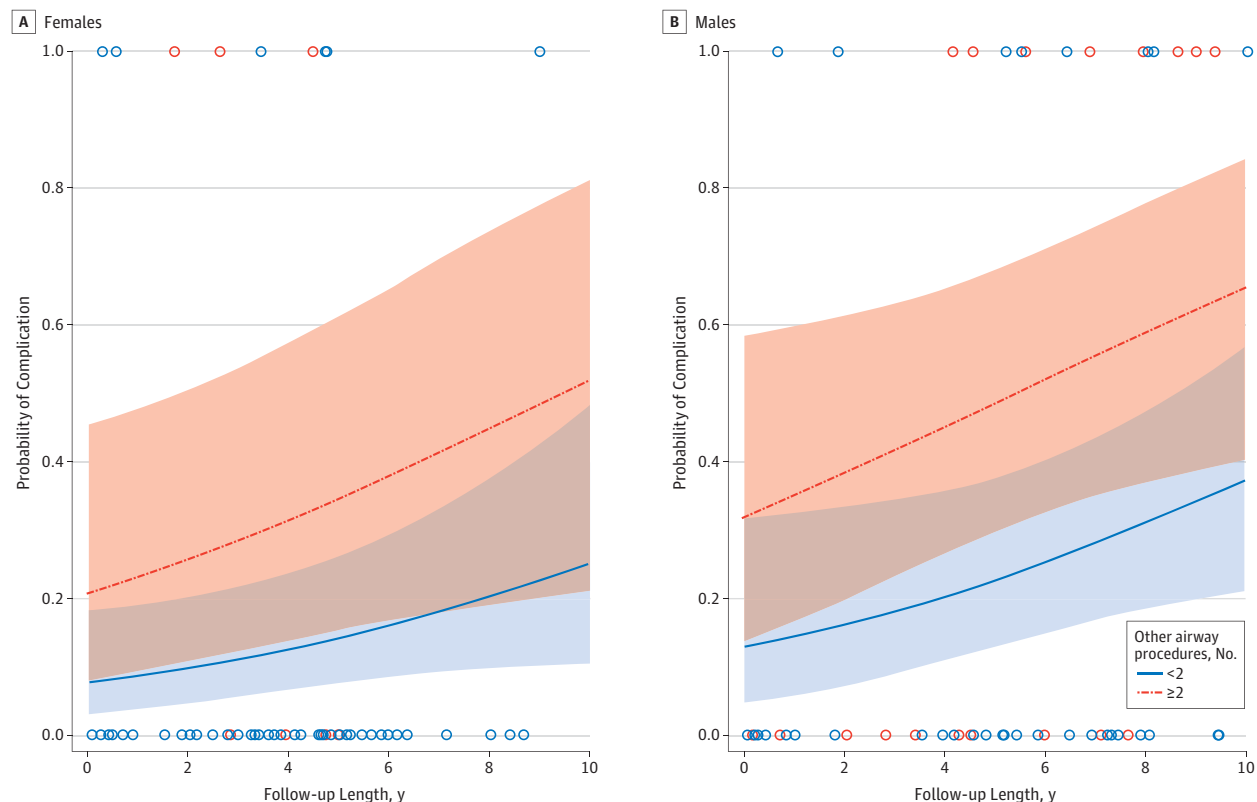 A Females
1.0
0.8
0.6
0.4
0.2
0.0
Probability of Complication
0 2 4 6 8 10
Follow-up Length, y
B Males
1.0
0.8
0.6
0.4
0.2
0.0
Probability of Complication
0 2 4 6 8 10
Follow-up Length, y
Other airway
procedures, No.
<2
≥2